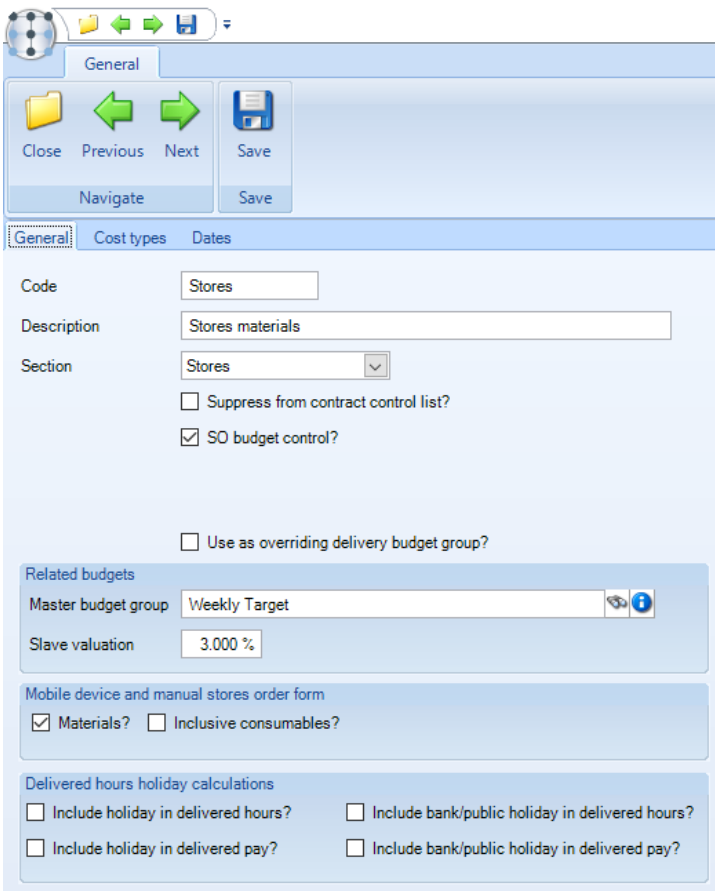 General
Close Previous Next Save
Navigate Save
General Cost types Dates
Code Stores
Description Stores materials
Section Stores
Suppress from contract control list?
SO budget control?
Use as overriding delivery budget group?
Related budgets
Master budget group Weekly Target
Slave valuation 3.000 %
Mobile device and manual stores order form
Materials? Inclusive consumables?
Delivered hours holiday calculations
Include holiday in delivered hours? Include bank/public holiday in delivered hours?
Include holiday in delivered pay? Include bank/public holiday in delivered pay?